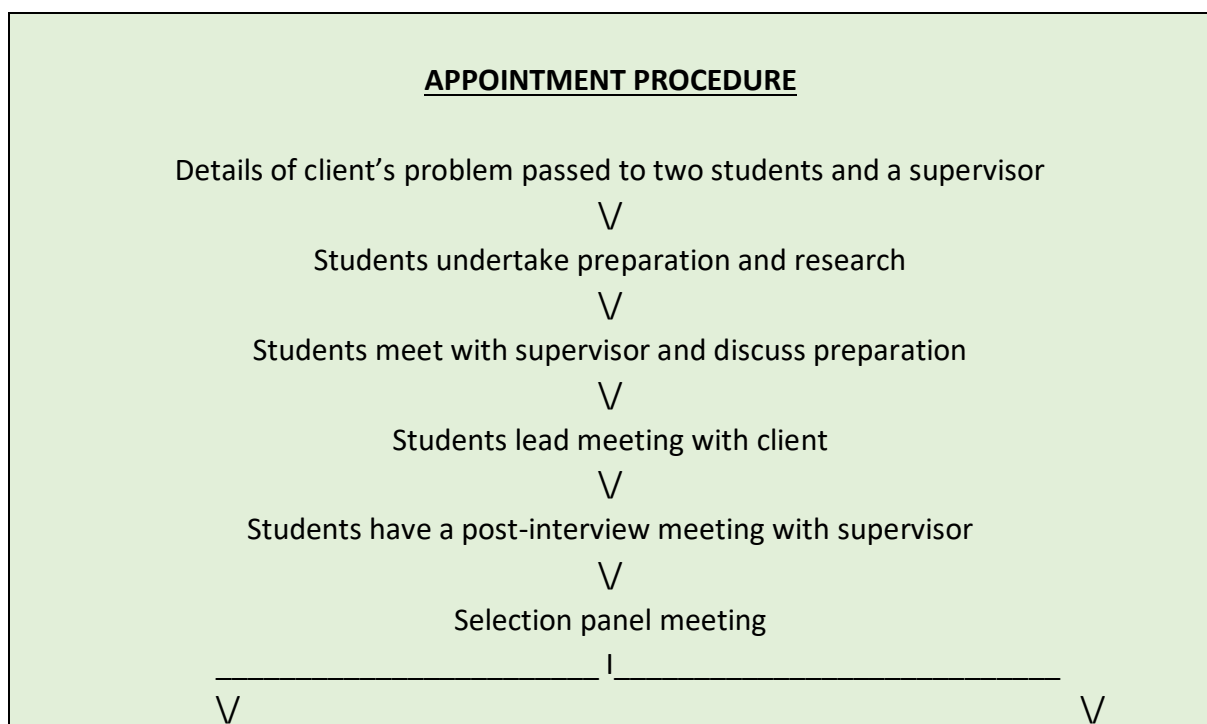 APPOINTMENT PROCEDURE
Details of client’s problem passed to two students and a supervisor
\/
Students undertake preparation and research
\/
Students meet with supervisor and discuss preparation
\/
Students lead meeting with client
\/
Students have a post-interview meeting with supervisor
\/
Selection panel meeting
________________________ I____________________________
\/ \/